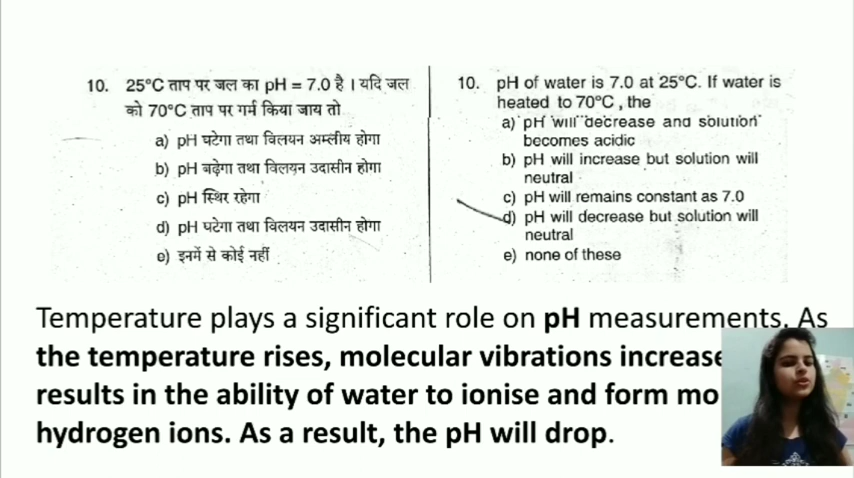 10. 25°C ताप पर जल का pH = 7.0 है । यदि जल
को 70°C ताप पर गर्म किया जाय तो
a) pH घटेगा तथा विलयन अम्लीय होगा
b) pH बढ़ेगा तथा विलयन उदासीन होगा
c) pH स्थिर रहेगा
d) pH घटेगा तथा विलयन उदासीन होगा
e) इनमें से कोई नहीं
10. pH of water is 7.0 at 25°C. If water is
heated to 70°C , the
a) pH will decrease and solution
becomes acidic
b) pH will increase but solution will
neutral
c) pH will remains constant as 7.0
d) pH will decrease but solution will
neutral
e) none of these
Temperature plays a significant role on pH measurements. As
the temperature rises, molecular vibrations increase
results in the ability of water to ionise and form mo
hydrogen ions. As a result, the pH will drop.